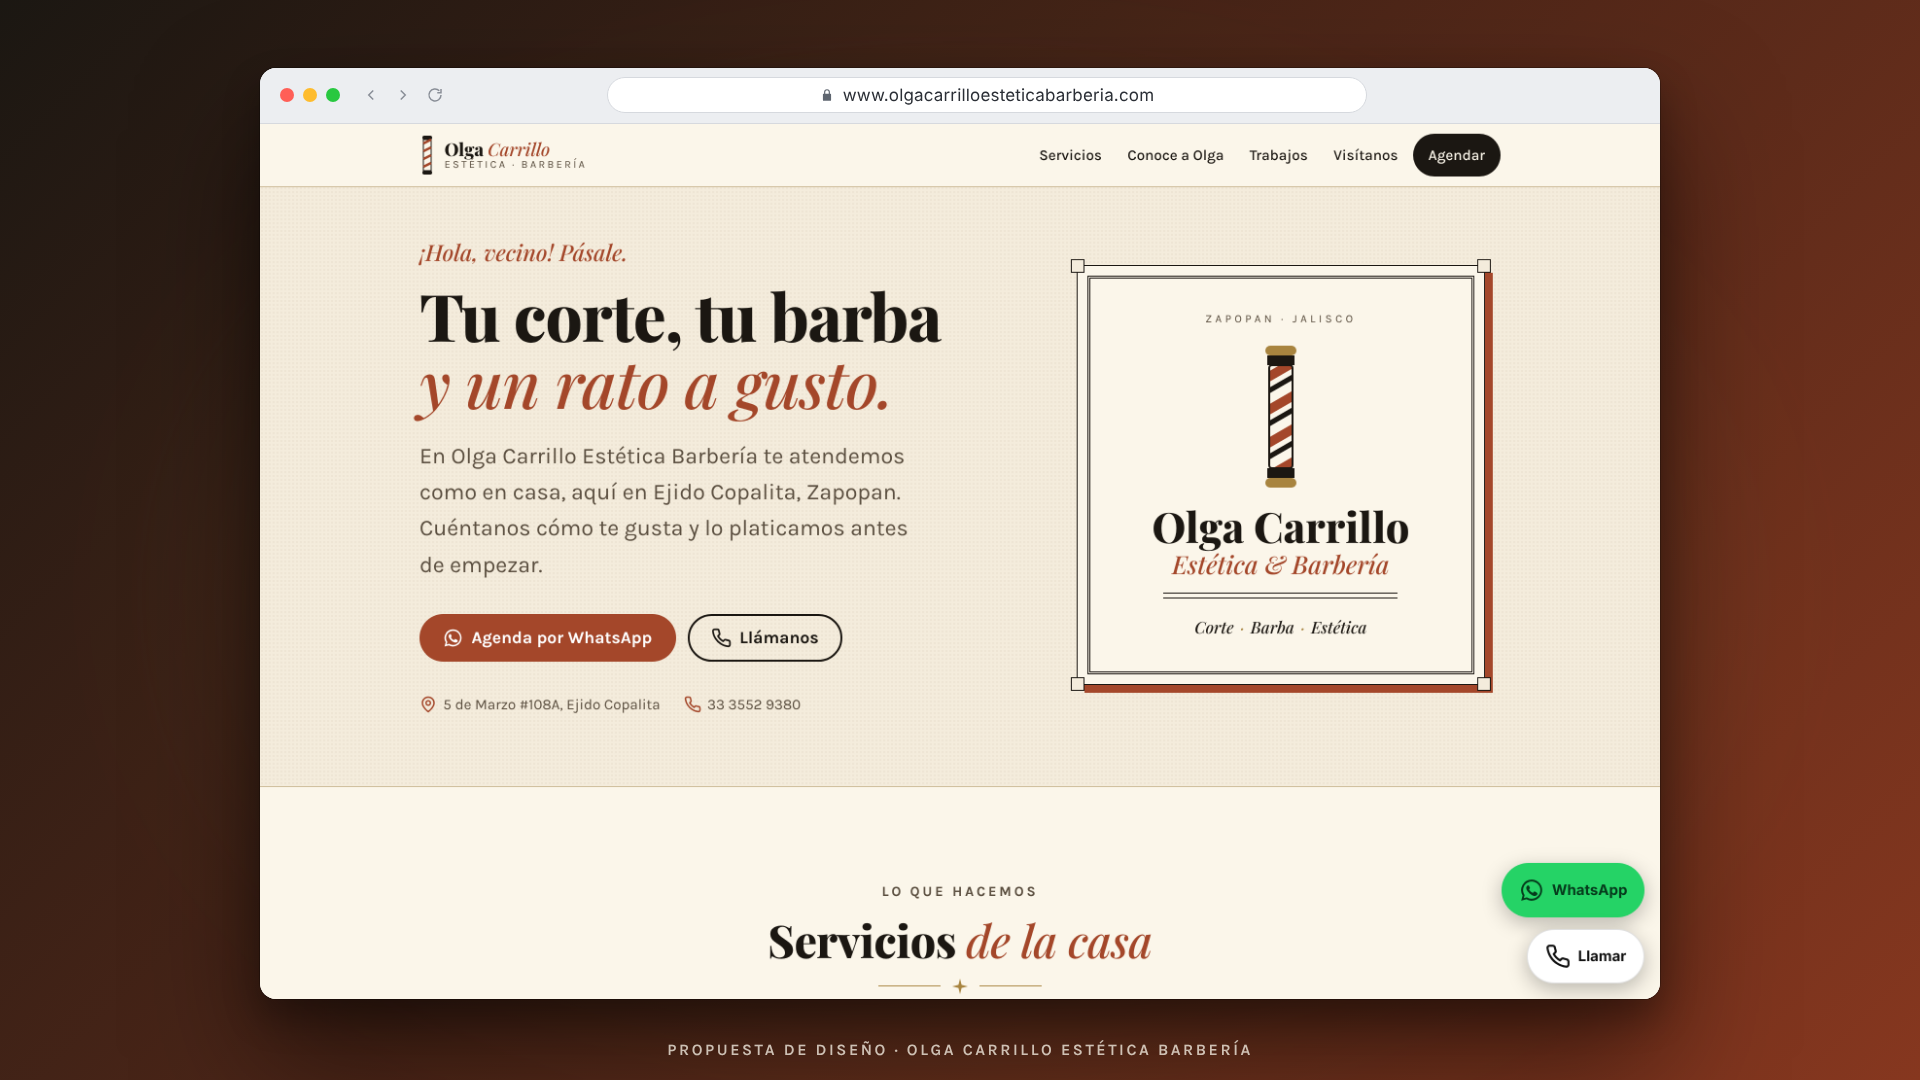 www.olgacarrilloesteticabarberia.com
Olga Carrillo
ESTÉTICA · BARBERÍA
Servicios
Conoce a Olga
Trabajos
Visítanos
Agendar
¡Hola, vecino! Pásale.
Tu corte, tu barba
y un rato a gusto.
En Olga Carrillo Estética Barbería te atendemos
como en casa, aquí en Ejido Copalita, Zapopan.
Cuéntanos cómo te gusta y lo platicamos antes
de empezar.
Agenda por WhatsApp
Llámanos
5 de Marzo #108A, Ejido Copalita
33 3552 9380
ZAPOPAN · JALISCO
Olga Carrillo
Estética & Barbería
Corte · Barba · Estética
LO QUE HACEMOS
Servicios de la casa
WhatsApp
Llamar
PROPUESTA DE DISEÑO · OLGA CARRILLO ESTÉTICA BARBERÍA